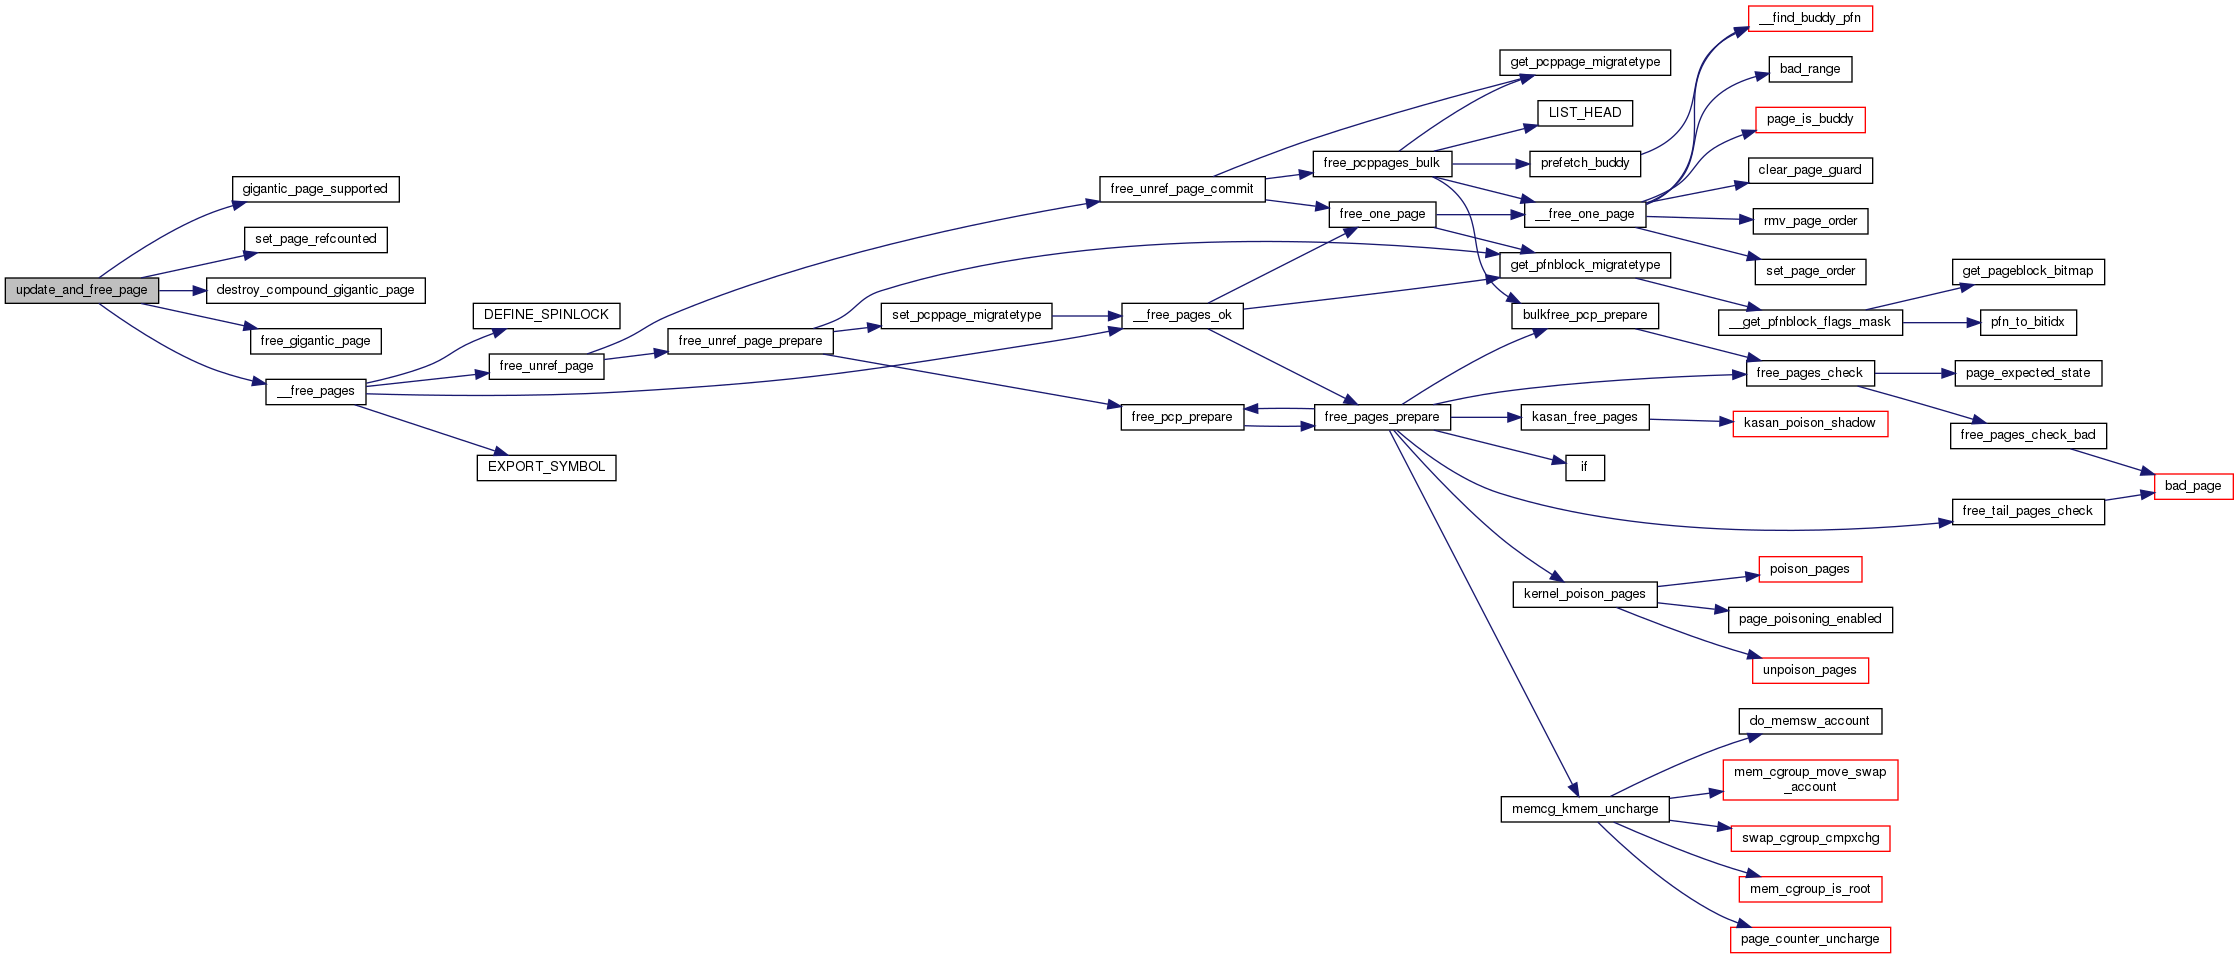 update_and_free_page
gigantic_page_supported
set_page_refcounted
destroy_compound_gigantic_page
free_gigantic_page
__free_pages
DEFINE_SPINLOCK
free_unref_page
EXPORT_SYMBOL
free_unref_page_prepare
set_pcppage_migratetype
free_unref_page_commit
__free_pages_ok
free_pcp_prepare
free_pcppages_bulk
free_one_page
free_pages_prepare
get_pcppage_migratetype
LIST_HEAD
prefetch_buddy
__free_one_page
get_pfnblock_migratetype
bulkfree_pcp_prepare
kasan_free_pages
if
kernel_poison_pages
memcg_kmem_uncharge
__find_buddy_pfn
bad_range
page_is_buddy
clear_page_guard
rmv_page_order
set_page_order
__get_pfnblock_flags_mask
free_pages_check
kasan_poison_shadow
poison_pages
page_poisoning_enabled
unpoison_pages
do_memsw_account
mem_cgroup_move_swap
_account
swap_cgroup_cmpxchg
mem_cgroup_is_root
page_counter_uncharge
get_pageblock_bitmap
pfn_to_bitidx
page_expected_state
free_pages_check_bad
free_tail_pages_check
bad_page